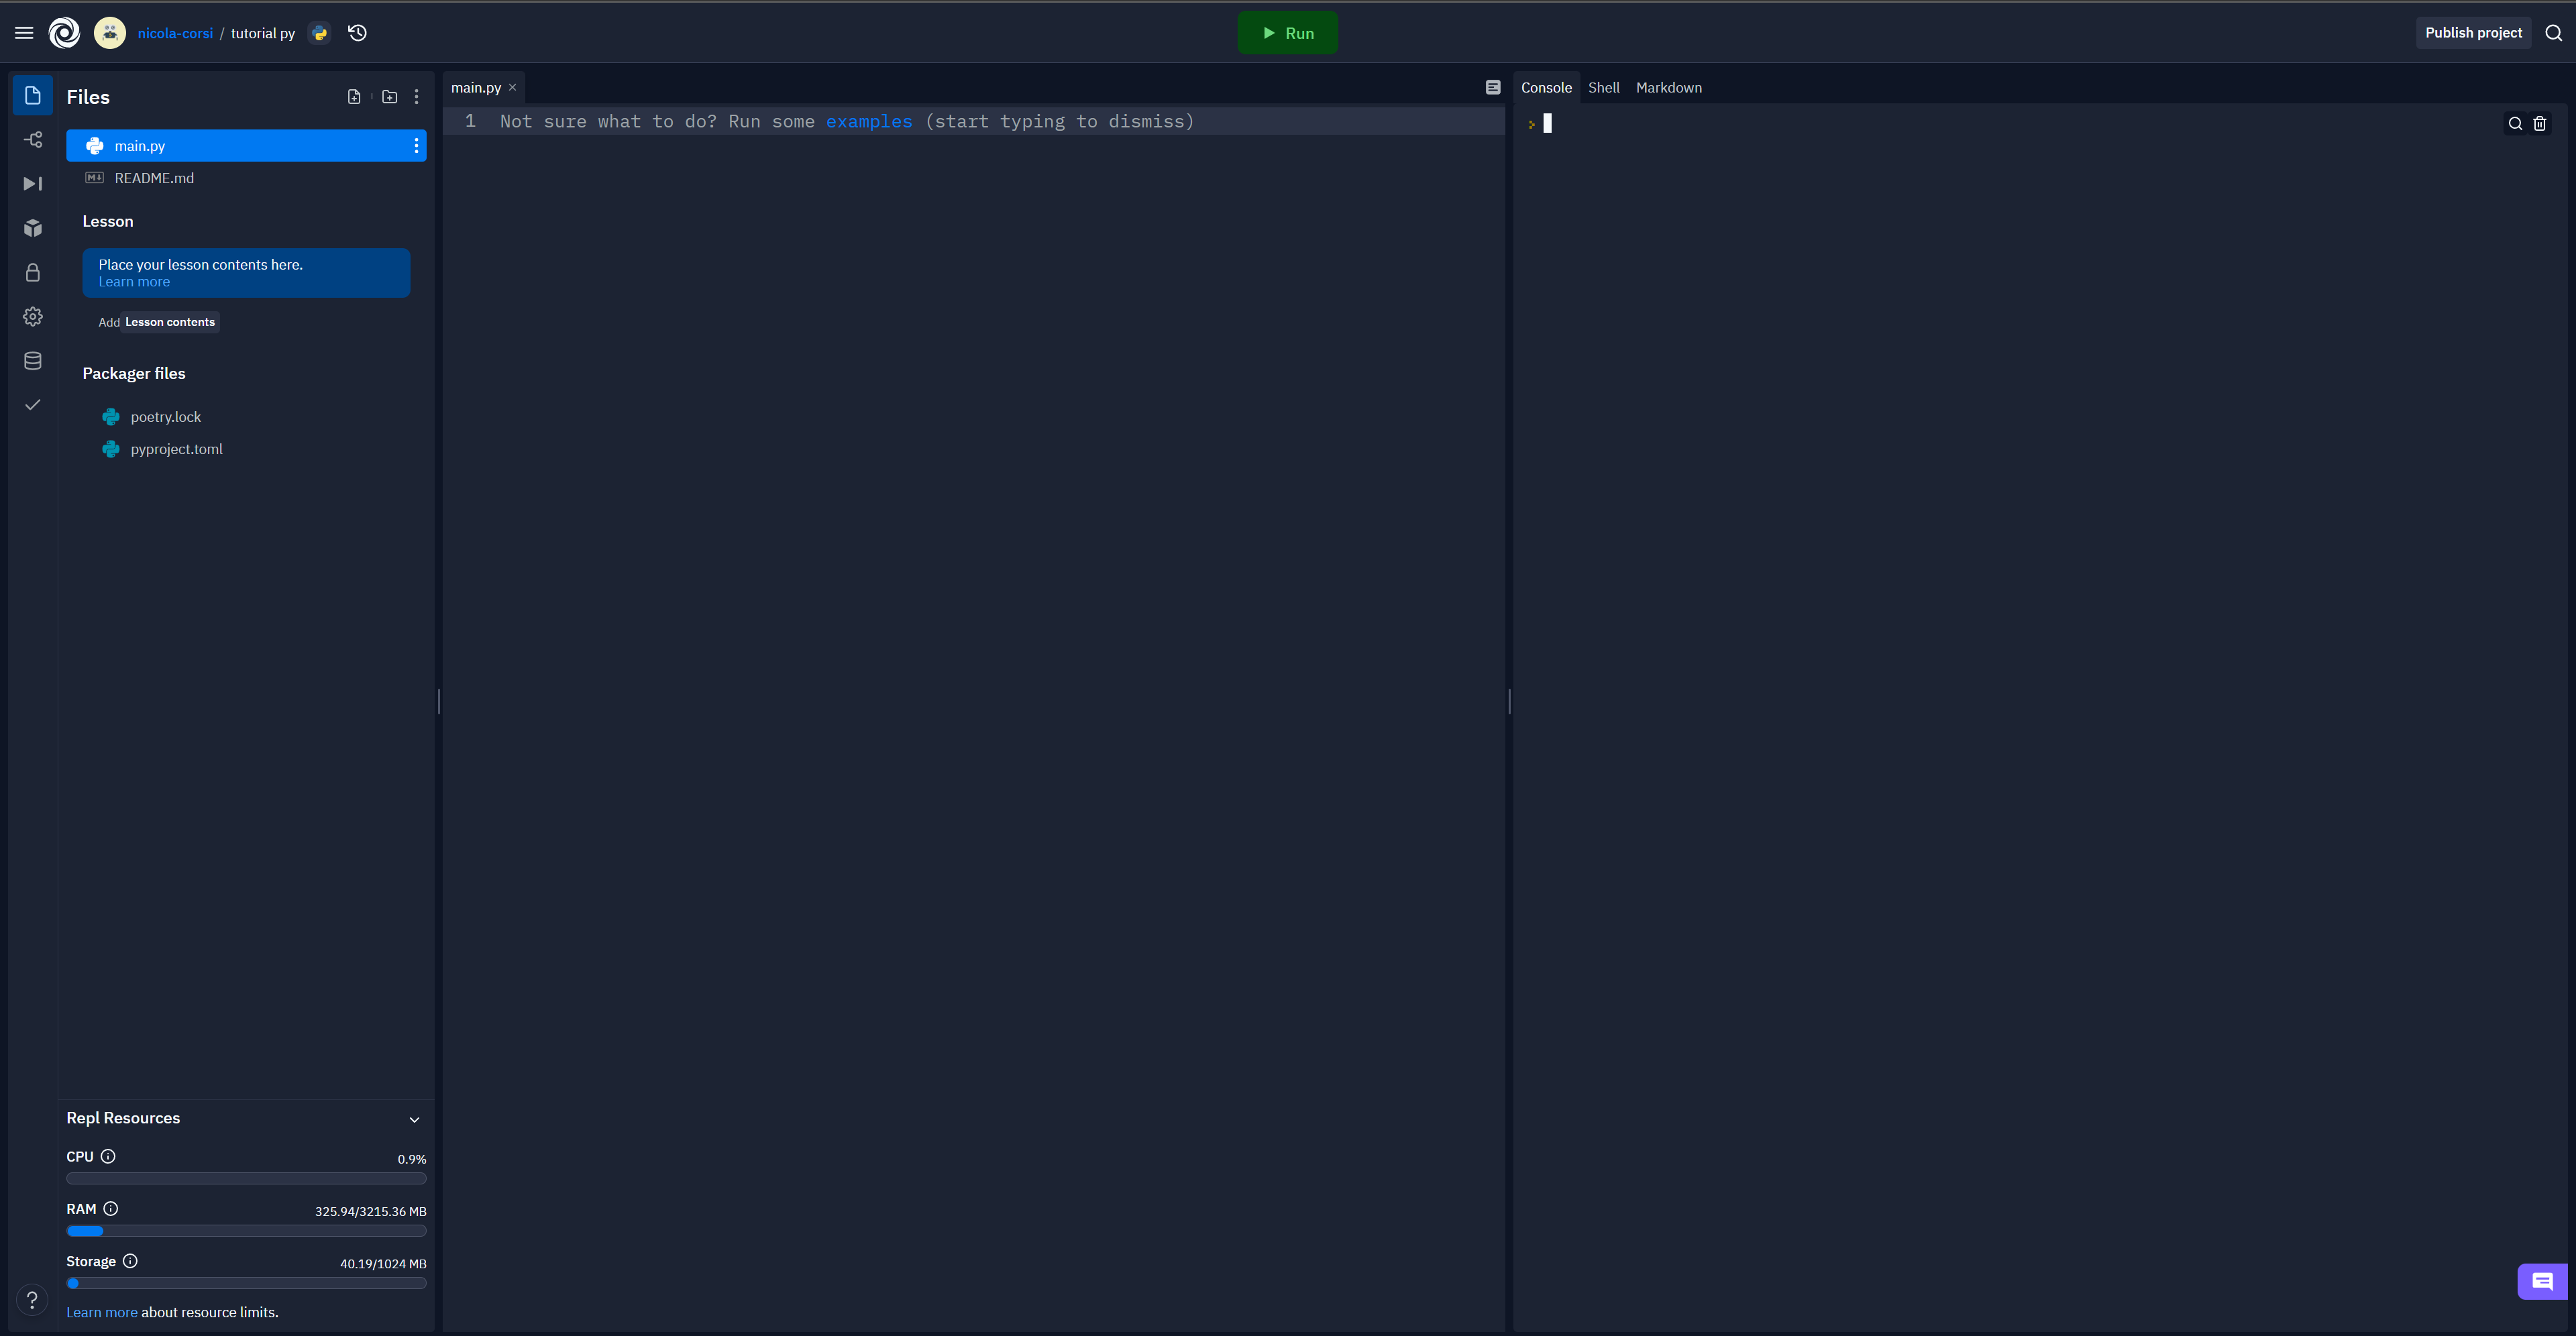 nicola-corsi / tutorial py
Run
Publish project
Files
main.py
README.md
Lesson
Place your lesson contents here.
Learn more
Add Lesson contents
Packager files
poetry.lock
pyproject.toml
Repl Resources
CPU 0.9%
RAM 325.94/3215.36 MB
Storage 40.19/1024 MB
Learn more about resource limits.
main.py
1 Not sure what to do? Run some examples (start typing to dismiss)
Console Shell Markdown